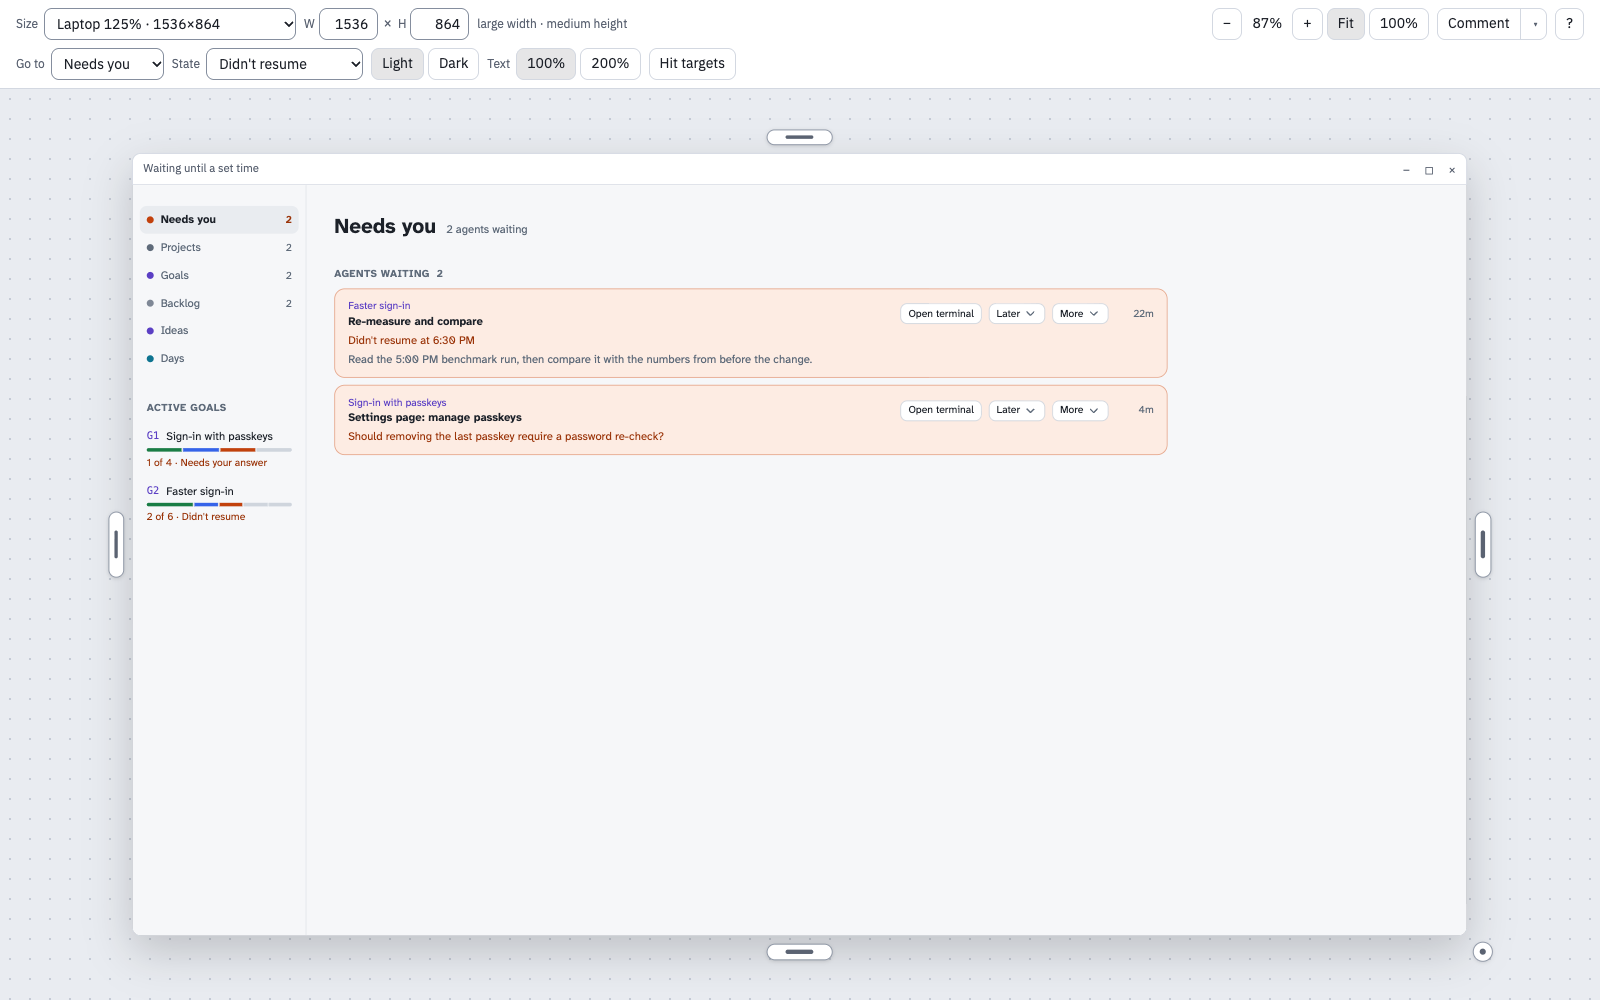 Size Laptop 125% · 1536×864 W 1536 × H 864 large width · medium height − 87% + Fit 100% Comment ?
Go to Needs you State Didn't resume Light Dark Text 100% 200% Hit targets
Waiting until a set time
Needs you 2
Projects 2
Goals 2
Backlog 2
Ideas
Days
ACTIVE GOALS
G1 Sign-in with passkeys
1 of 4 · Needs your answer
G2 Faster sign-in
2 of 6 · Didn't resume
Needs you 2 agents waiting
AGENTS WAITING 2
Faster sign-in
Re-measure and compare
Open terminal Later More 22m
Didn't resume at 6:30 PM
Read the 5:00 PM benchmark run, then compare it with the numbers from before the change.
Sign-in with passkeys
Settings page: manage passkeys
Open terminal Later More 4m
Should removing the last passkey require a password re-check?